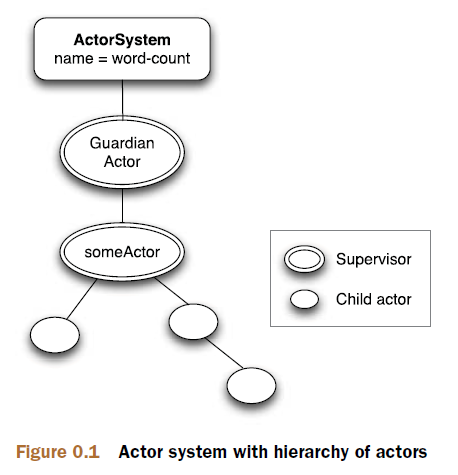 ActorSystem
name = word-count
Guardian
Actor
someActor
Supervisor
Child actor
Figure 0.1 Actor system with hierarchy of actors